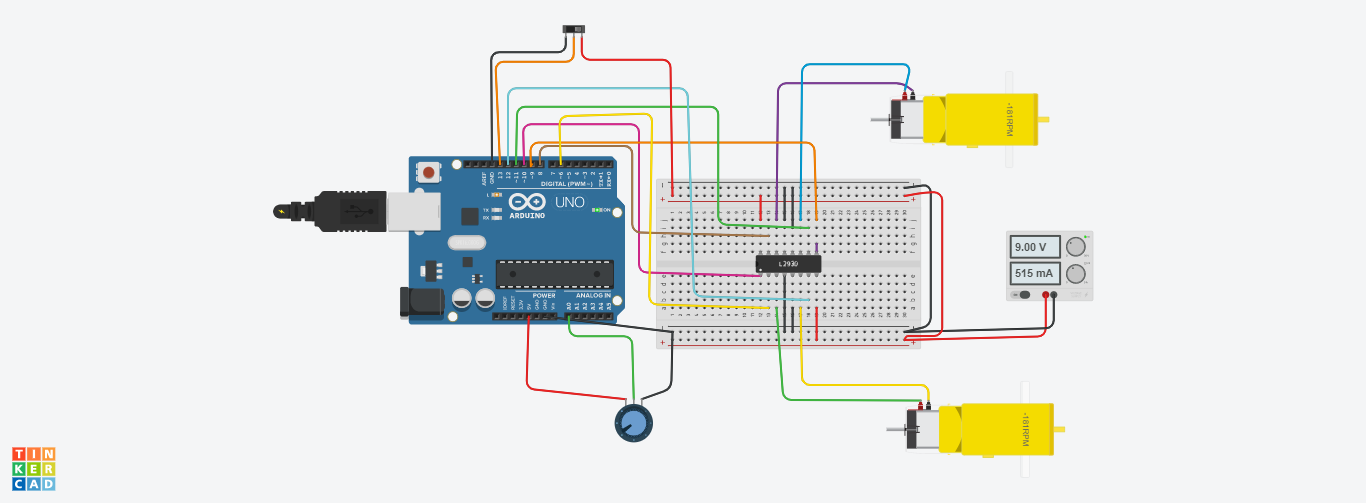 AREF
GND
13
12
~11
~10
~9
8
7
~6
~5
4
~3
2
TX→1
RX←0
DIGITAL (PWM~)
L
TX
RX
UNO
ON
ARDUINO
-181RPM
L293D
9.00 V
515 mA
POWER
ANALOG IN
IOREF
RESET
3.3V
5V
GND
GND
Vin
A0
A1
A2
A3
A4
A5
-181RPM
TIN
KER
CAD